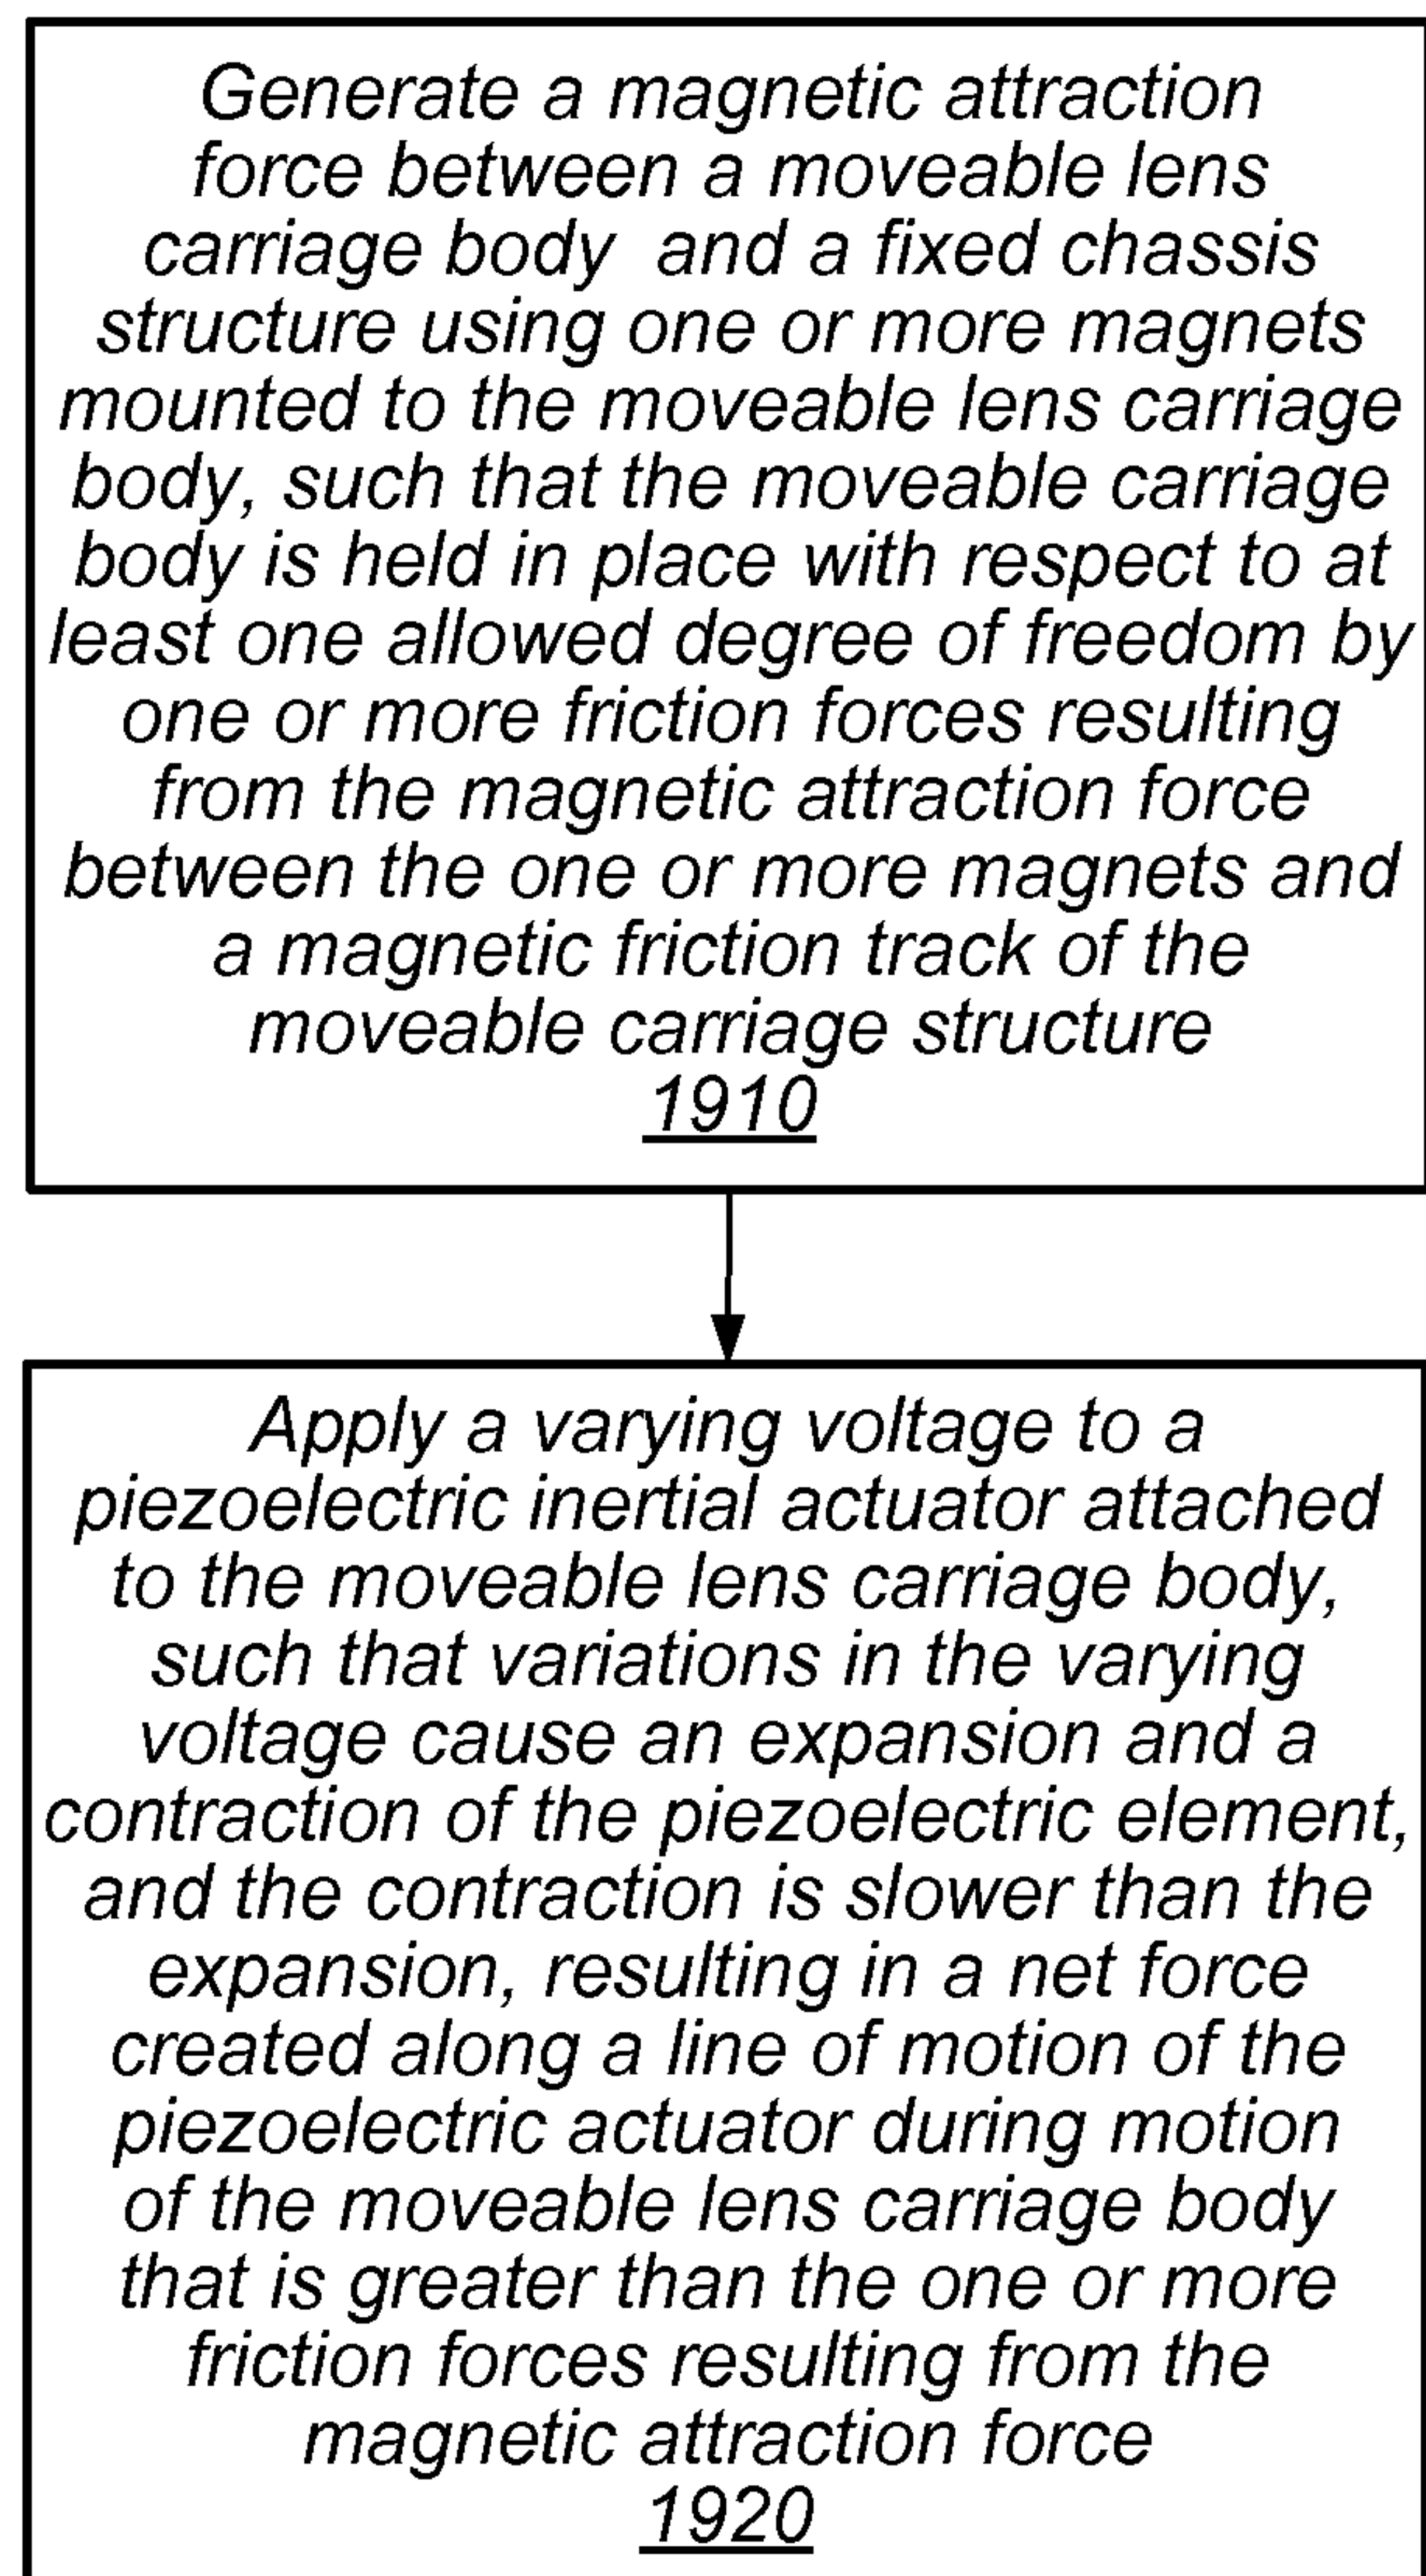 Generate a magnetic attraction
force between a moveable lens
carriage body and a fixed chassis
structure using one or more magnets
mounted to the moveable lens carriage
body, such that the moveable carriage
body is held in place with respect to at
least one allowed degree of freedom by
one or more friction forces resulting
from the magnetic attraction force
between the one or more magnets and
a magnetic friction track of the
moveable carriage structure
1910
Apply a varying voltage to a
piezoelectric inertial actuator attached
to the moveable lens carriage body,
such that variations in the varying
voltage cause an expansion and a
contraction of the piezoelectric element,
and the contraction is slower than the
expansion, resulting in a net force
created along a line of motion of the
piezoelectric actuator during motion
of the moveable lens carriage body
that is greater than the one or more
friction forces resulting from the
magnetic attraction force
1920